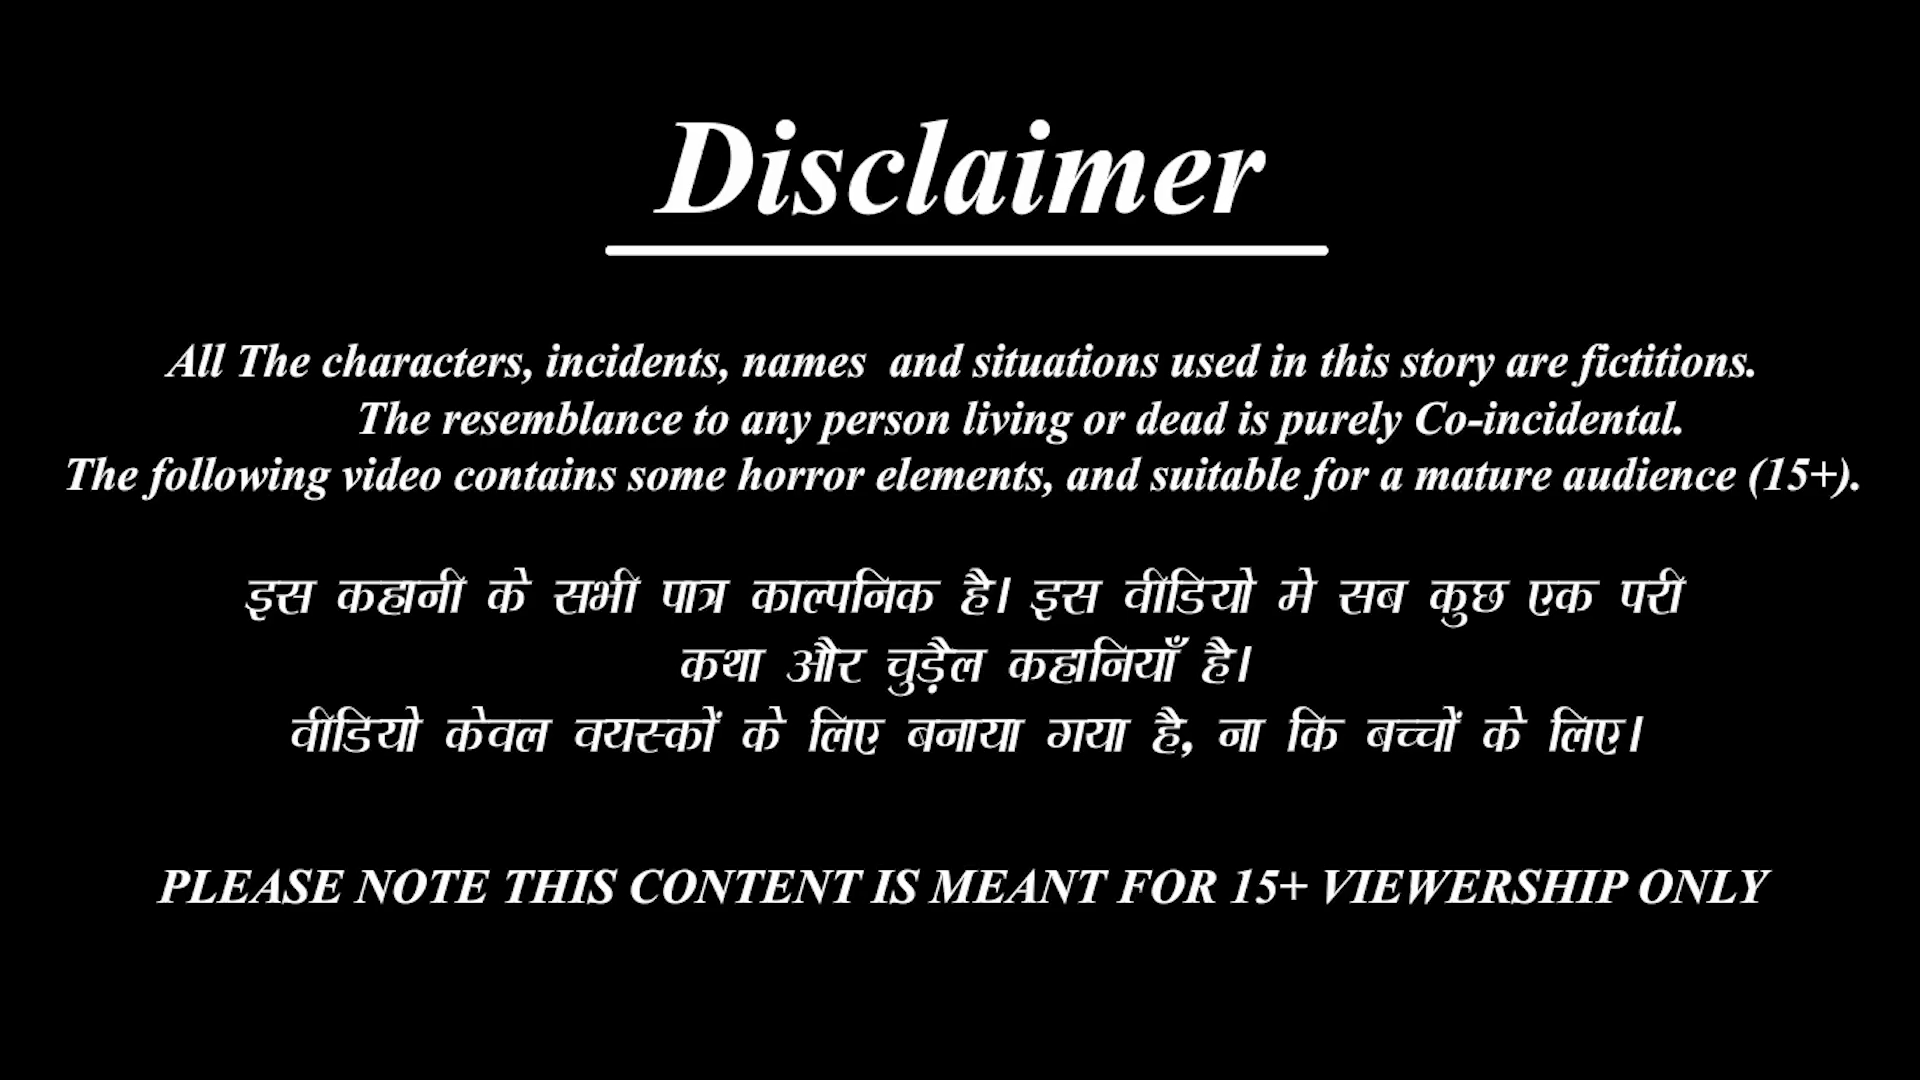 Disclaimer
All The characters, incidents, names and situations used in this story are fictitions.
The resemblance to any person living or dead is purely Co-incidental.
The following video contains some horror elements, and suitable for a mature audience (15+).
इस कहानी के सभी पात्र काल्पनिक है। इस वीडियो मे सब कुछ एक परी
कथा और चुड़ैल कहानियाँ है।
वीडियो केवल वयस्कों के लिए बनाया गया है, ना कि बच्चों के लिए।
PLEASE NOTE THIS CONTENT IS MEANT FOR 15+ VIEWERSHIP ONLY